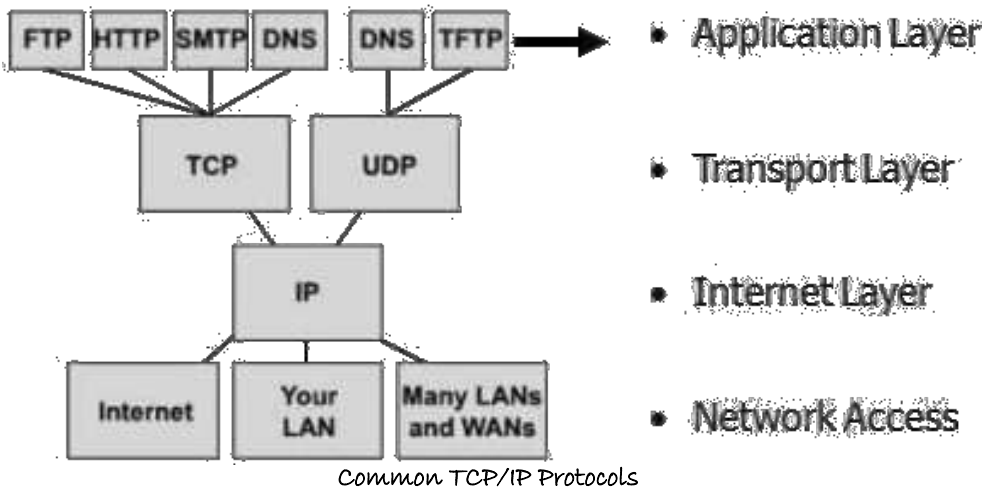 FTP HTTP SMTP DNS DNS TFTP • Application Layer
TCP UDP • Transport Layer
IP • Internet Layer
Internet
Your
LAN
Many LANs
and WANs
• Network Access
Common TCP/IP Protocols